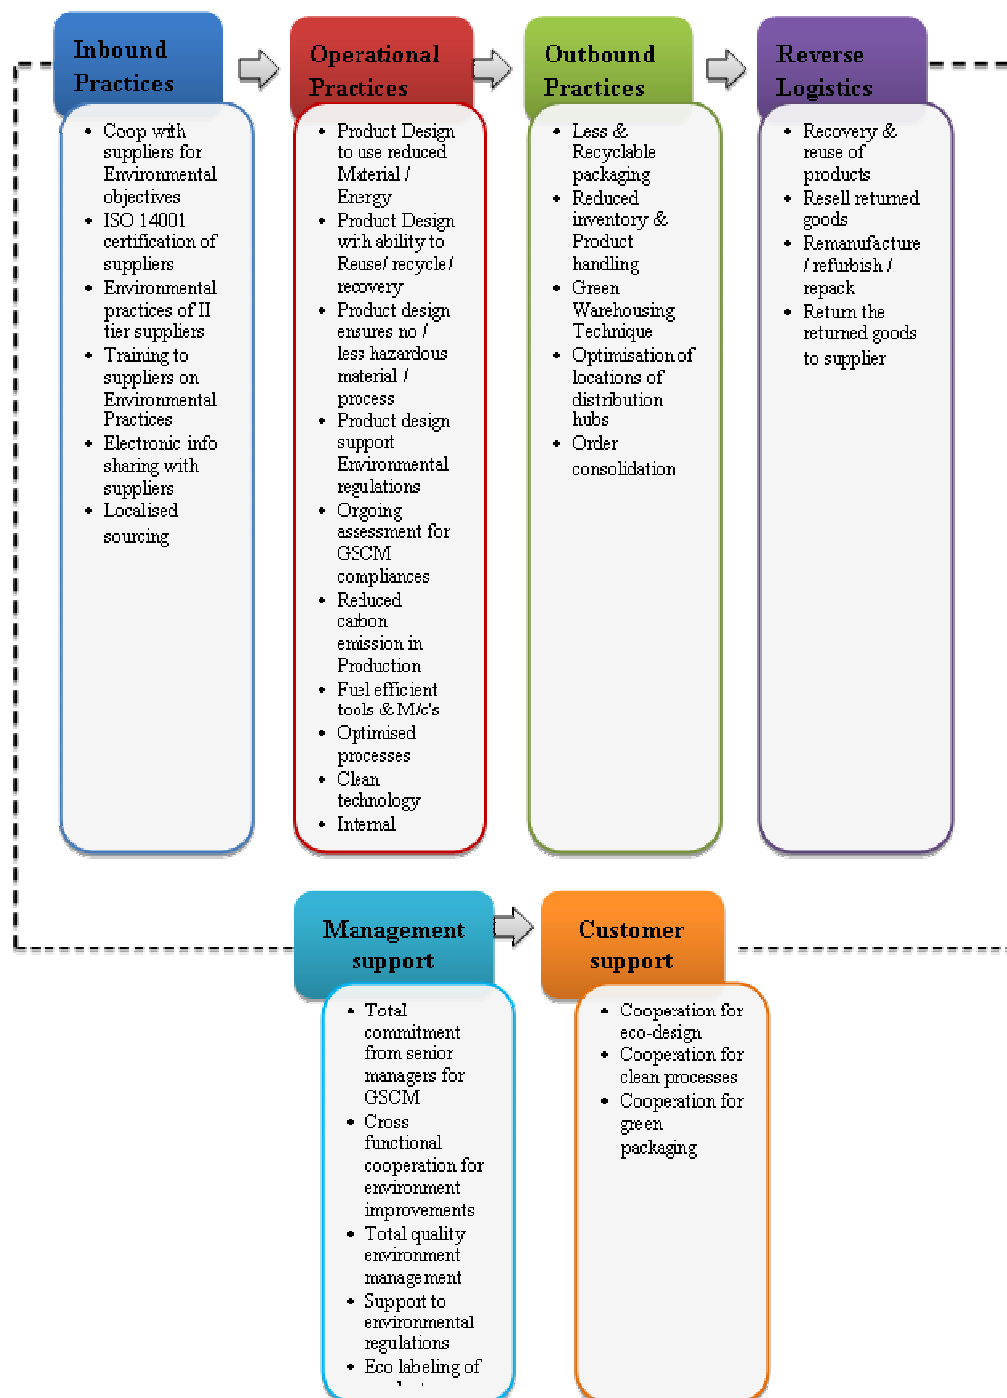 Inbound
Practices
Coop with
suppliers for
Environmental
objectives
ISO 14001
certification of
suppliers
Environmental
practices of II
tier suppliers
Training to
suppliers on
Environmental
Practices
Electronic info
sharing with
suppliers
Localised
sourcing
Operational
Practices
Product Design
to use reduced
Material /
Energy
Product Design
with ability to
Reuse/ recycle/
recovery
Product design
ensures no /
less hazardous
material /
process
Product design
support
Environmental
regulations
Ongoing
assessment for
GSCM
compliances
Reduced
carbon
emission in
Production
Fuel efficient
tools & M/c's
Optimised
processes
Clean
technology
Internal
Outbound
Practices
Less &
Recyclable
packaging
Reduced
inventory &
Product
handling
Green
Warehousing
Technique
Optimisation of
locations of
distribution
hubs
Order
consolidation
Reverse
Logistics
Recovery &
reuse of
products
Resell returned
goods
Remanufacture
/ refurbish /
repack
Return the
returned goods
to supplier
Management
support
Total
commitment
from senior
managers for
GSCM
Cross
functional
cooperation for
environment
improvements
Total quality
environment
management
Support to
environmental
regulations
Eco labeling of
Customer
support
Cooperation for
eco-design
Cooperation for
clean processes
Cooperation for
green
packaging